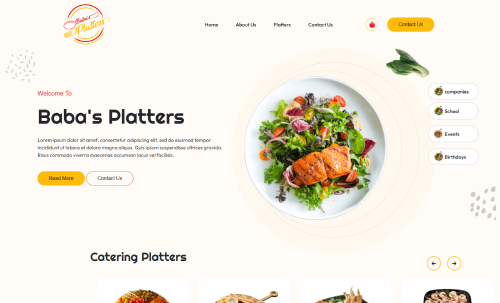 Baba's
Platters
Home
About Us
Platters
Contact Us
Contact Us
Welcome To
Baba's Platters
Lorem ipsum dolor sit amet, consectetur adipiscing elit, sed do eiusmod tempor
incididunt ut labore et dolore magna aliqua. Quis ipsum suspendisse ultrices gravida.
Risus commodo viverra maecenas accumsan lacus vel facilisis.
Read More
Contact Us
companies
School
Events
Birthdays
Catering Platters